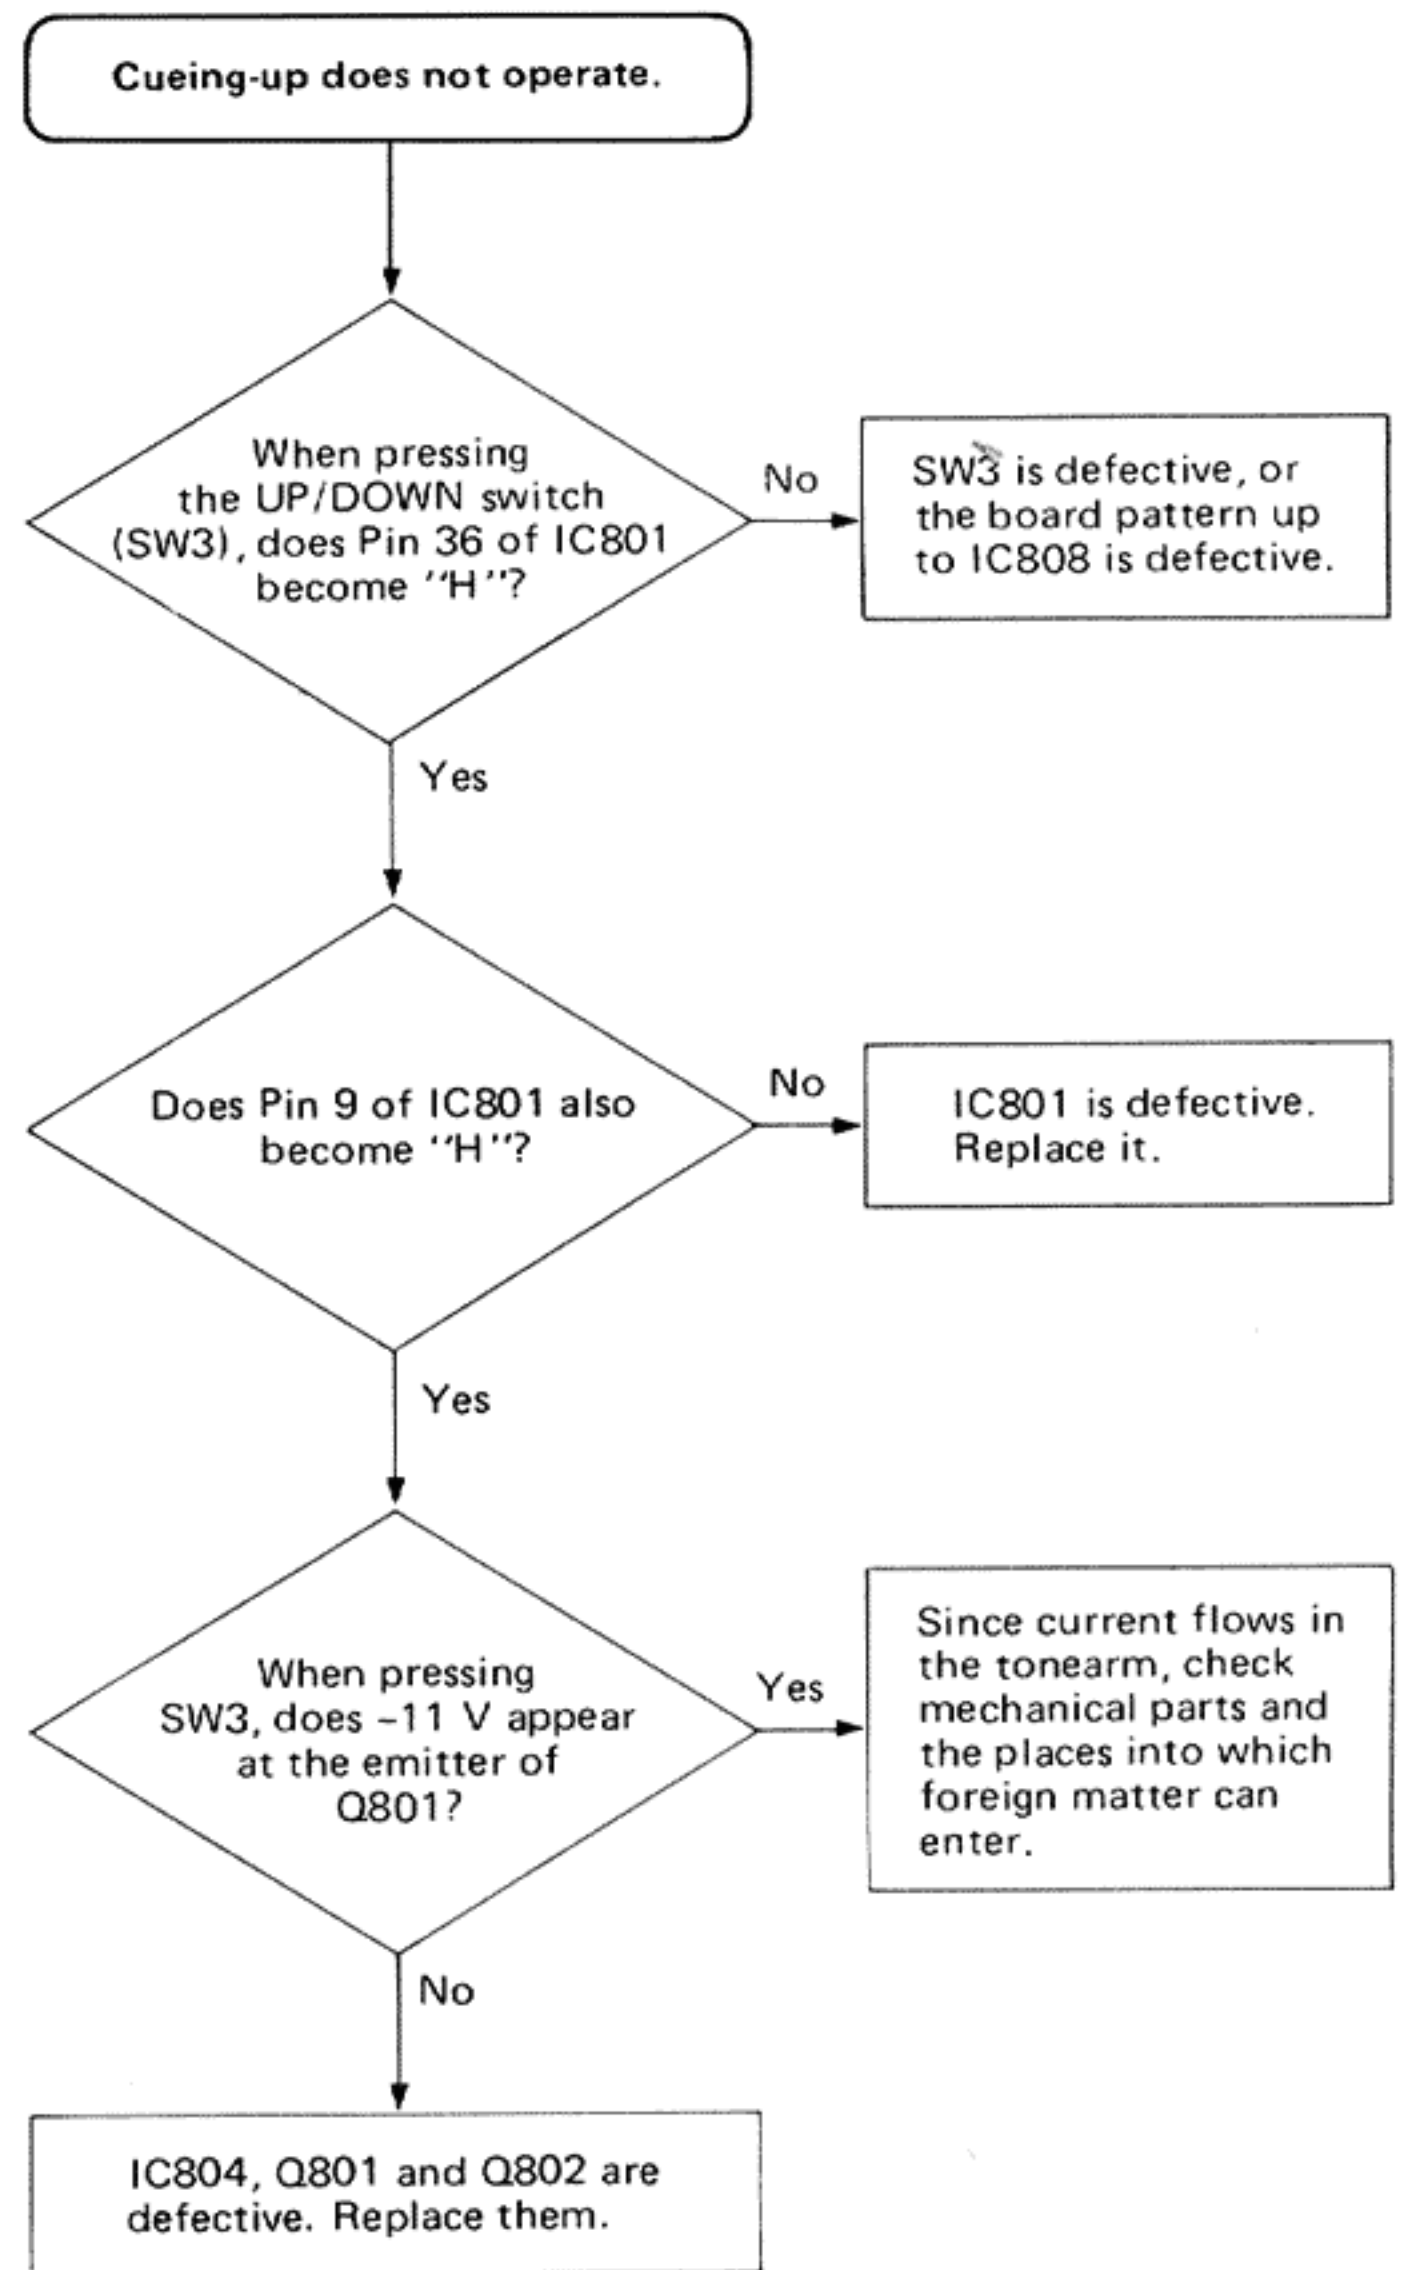 Cueing-up does not operate.
When pressing
the UP/DOWN switch
(SW3), does Pin 36 of IC801
become "H"?
No
SW3 is defective, or
the board pattern up
to IC808 is defective.
Yes
Does Pin 9 of IC801 also
become "H"?
No
IC801 is defective.
Replace it.
Yes
When pressing
SW3, does –11 V appear
at the emitter of
Q801?
Yes
Since current flows in
the tonearm, check
mechanical parts and
the places into which
foreign matter can
enter.
No
IC804, Q801 and Q802 are
defective. Replace them.